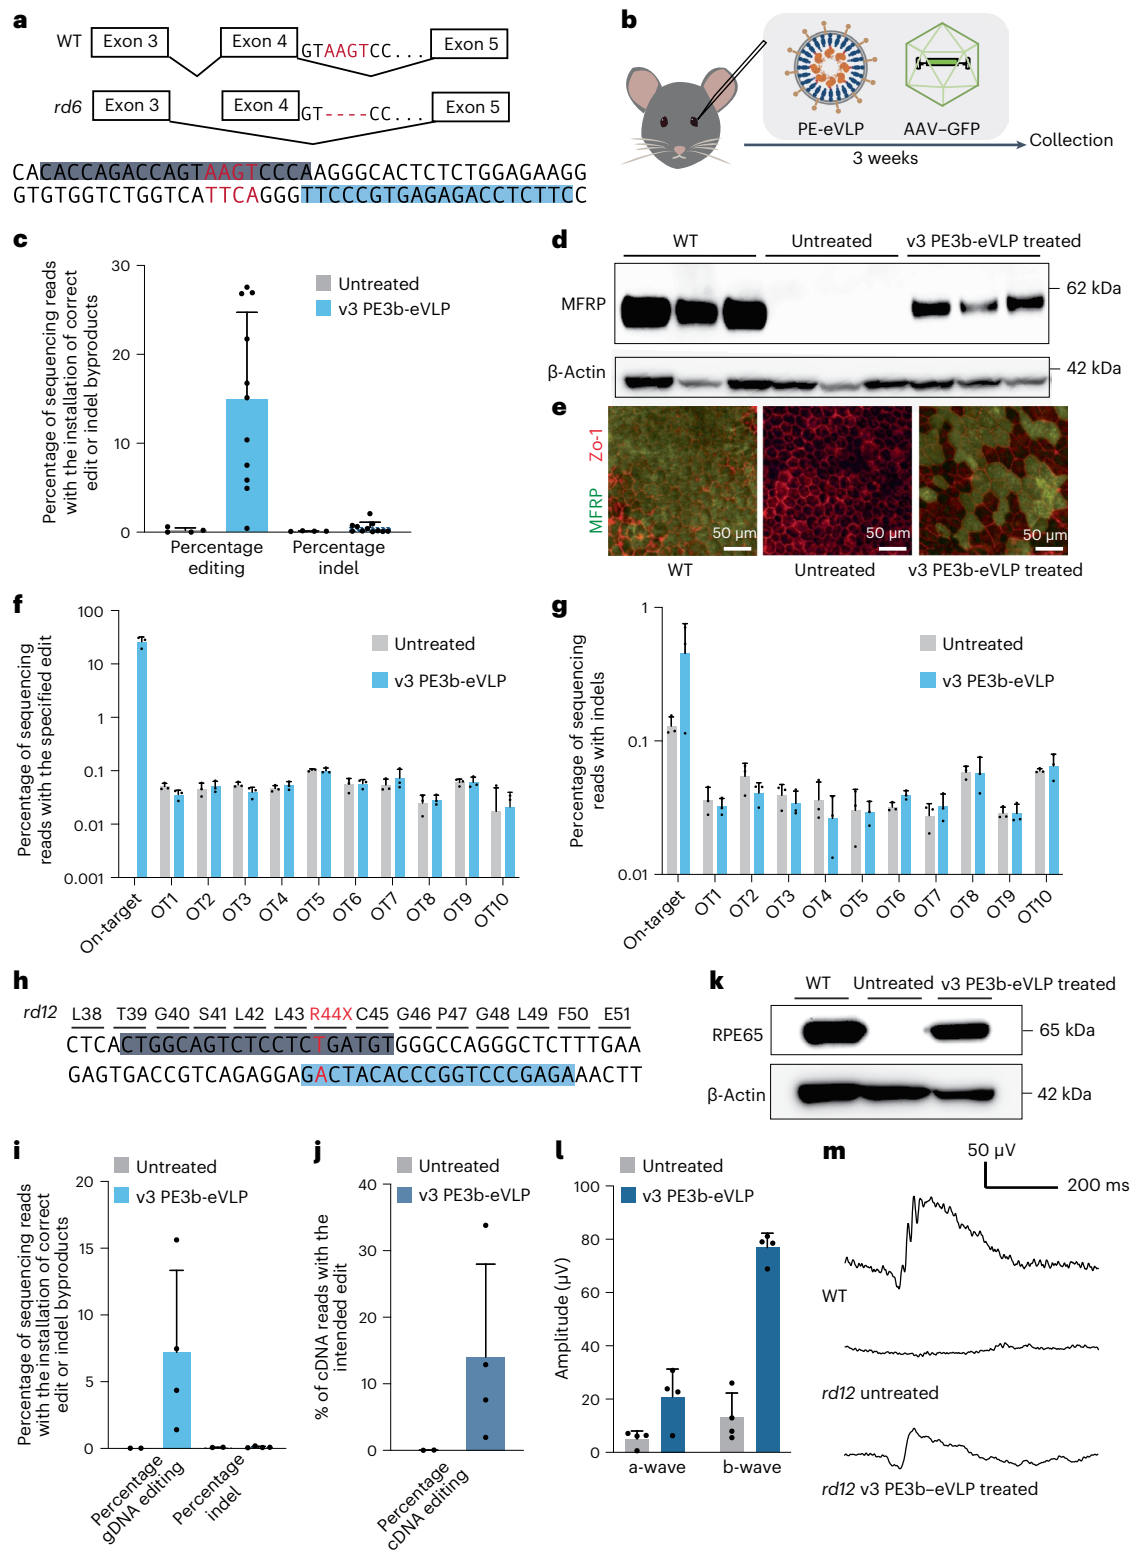 a
WT
Exon 3
Exon 4
GTAAGTCC...
Exon 5
rd6
Exon 3
Exon 4
GT----CC...
Exon 5
CACACCAGACCAGTAAGTCCCAAGGGCACTCTCTGGAGAAGG
GTGTGGTCTGGTCATTCAGGGTTCCCGTGAGAGACCTCTTCC
b
PE-eVLP
AAV–GFP
3 weeks
Collection
c
Percentage of sequencing reads
with the installation of correct
edit or indel byproducts
30
20
10
0
Untreated
v3 PE3b-eVLP
Percentage
editing
Percentage
indel
d
WT
Untreated
v3 PE3b-eVLP treated
MFRP
62 kDa
β-Actin
42 kDa
e
MFRP Zo-1
50 µm
50 µm
50 µm
WT
Untreated
v3 PE3b-eVLP treated
f
Percentage of sequencing
reads with the specified edit
100
10
1
0.1
0.01
0.001
Untreated
v3 PE3b-eVLP
On-target
OT1
OT2
OT3
OT4
OT5
OT6
OT7
OT8
OT9
OT10
g
Percentage of sequencing
reads with indels
1
0.1
0.01
Untreated
v3 PE3b-eVLP
On-target
OT1
OT2
OT3
OT4
OT5
OT6
OT7
OT8
OT9
OT10
h
rd12
L38 T39 G40 S41 L42 L43 R44X C45 G46 P47 G48 L49 F50 E51
CTCACTGGCAGTCTCCTCTGATGTGGGCCAGGGCTCTTTGAA
GAGTGACCGTCAGAGGAGACTACACCCGGTCCCGAGAAACTT
i
Percentage of sequencing reads
with the installation of correct
edit or indel byproducts
20
15
10
5
0
Untreated
v3 PE3b-eVLP
Percentage
gDNA editing
Percentage
indel
j
% of cDNA reads with the
intended edit
40
30
20
10
0
Untreated
v3 PE3b-eVLP
Percentage
cDNA editing
k
WT
Untreated
v3 PE3b-eVLP treated
RPE65
65 kDa
β-Actin
42 kDa
l
Amplitude (µV)
100
80
60
40
20
0
Untreated
v3 PE3b-eVLP
a-wave
b-wave
m
50 µV
200 ms
WT
rd12 untreated
rd12 v3 PE3b–eVLP treated